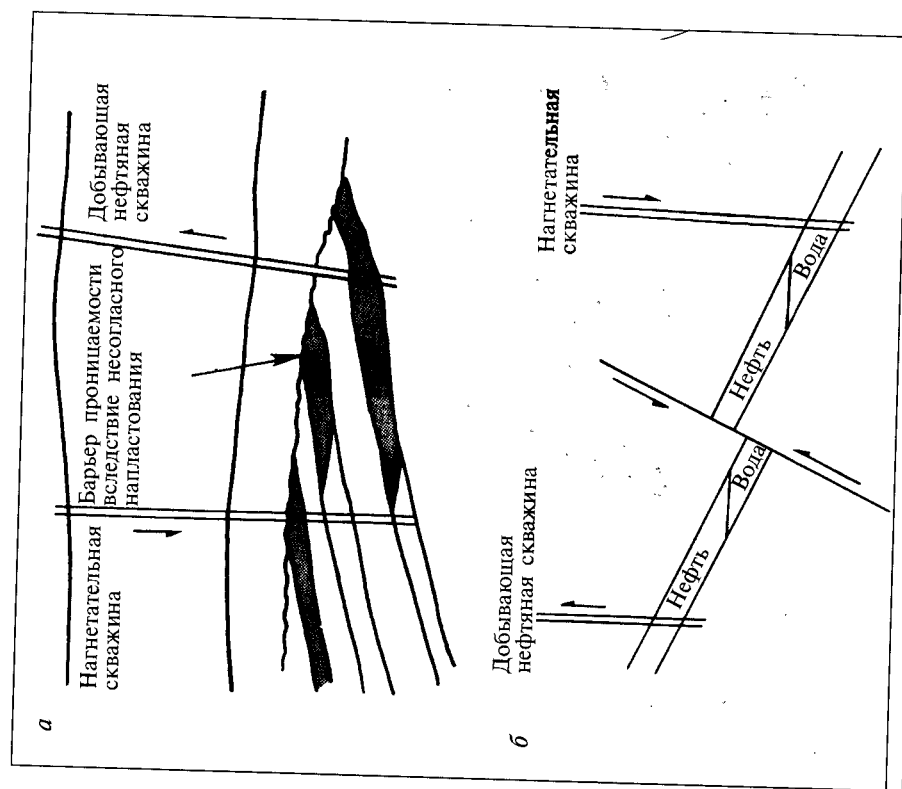 а
Нагнетательная
скважина
Барьер проницаемости
вследствие несогласного
напластования
Добывающая
нефтяная
скважина
б
Добывающая
нефтяная скважина
Нагнетательная
скважина
Нефть
Вода
Нефть
Вода